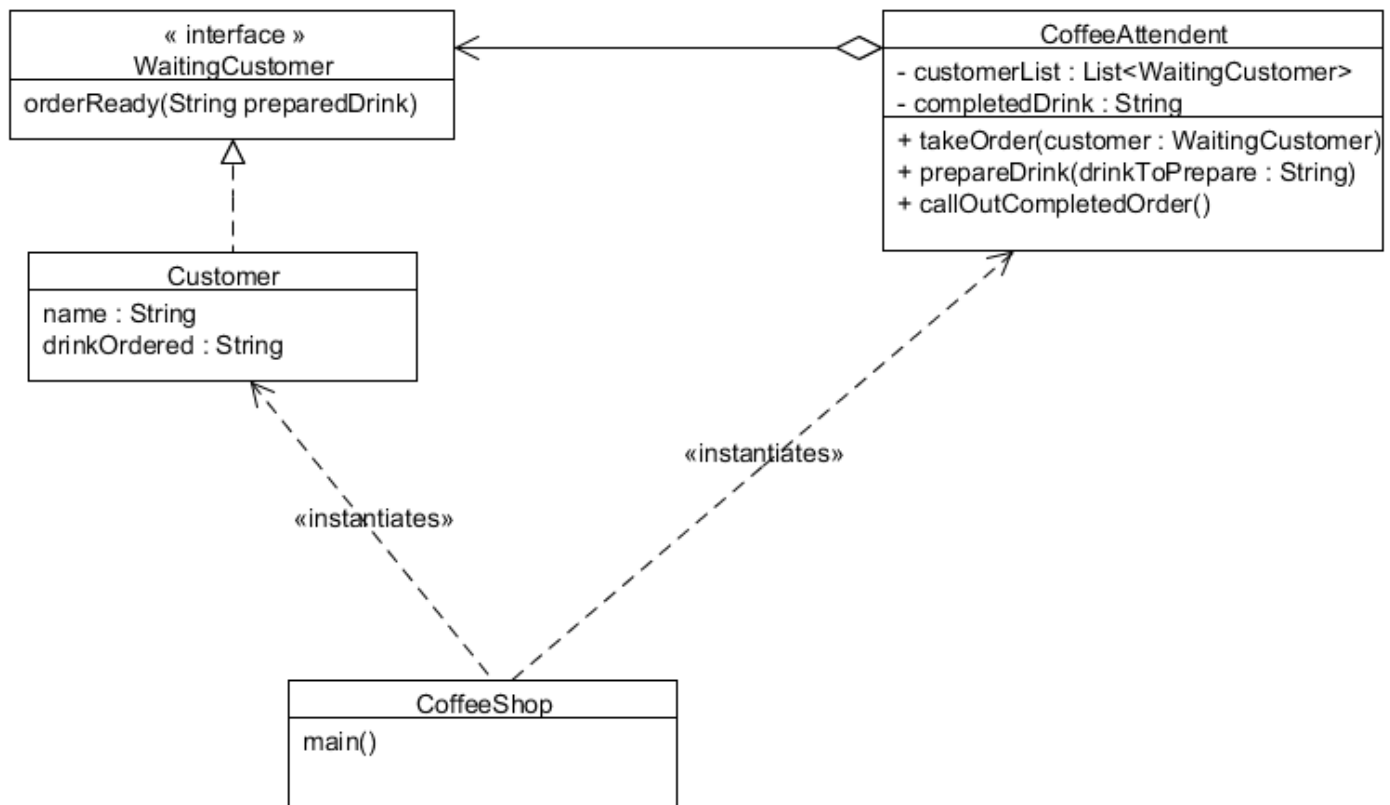 « interface »
WaitingCustomer
orderReady(String preparedDrink)
CoffeeAttendent
- customerList : List<WaitingCustomer>
- completedDrink : String
+ takeOrder(customer : WaitingCustomer)
+ prepareDrink(drinkToPrepare : String)
+ callOutCompletedOrder()
Customer
name : String
drinkOrdered : String
«instantiates»
«instantiates»
CoffeeShop
main()